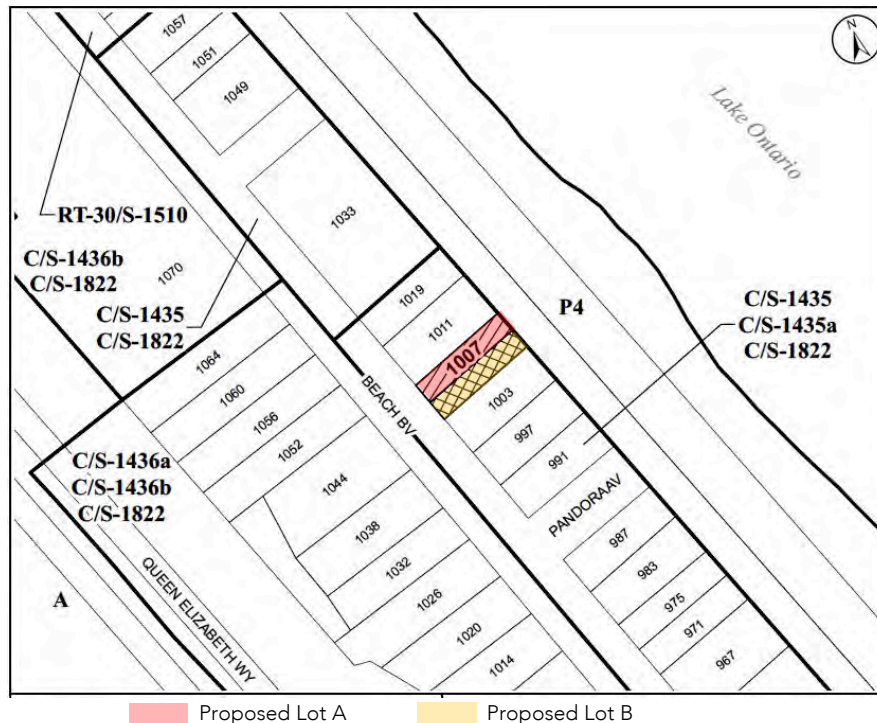 N
1057
1051
1049
Lake Ontario
RT-30/S-1510
1033
C/S-1436b
C/S-1822
1070
C/S-1435
C/S-1822
1019
P4
C/S-1435
C/S-1435a
C/S-1822
1011
1064
1007
1060
BEACH BV
1003
1056
997
1052
991
C/S-1436a
C/S-1436b
C/S-1822
1044
PANDORA AV
987
1038
983
1032
975
QUEEN ELIZABETH WY
A
1026
971
1020
967
1014
Proposed Lot A
Proposed Lot B